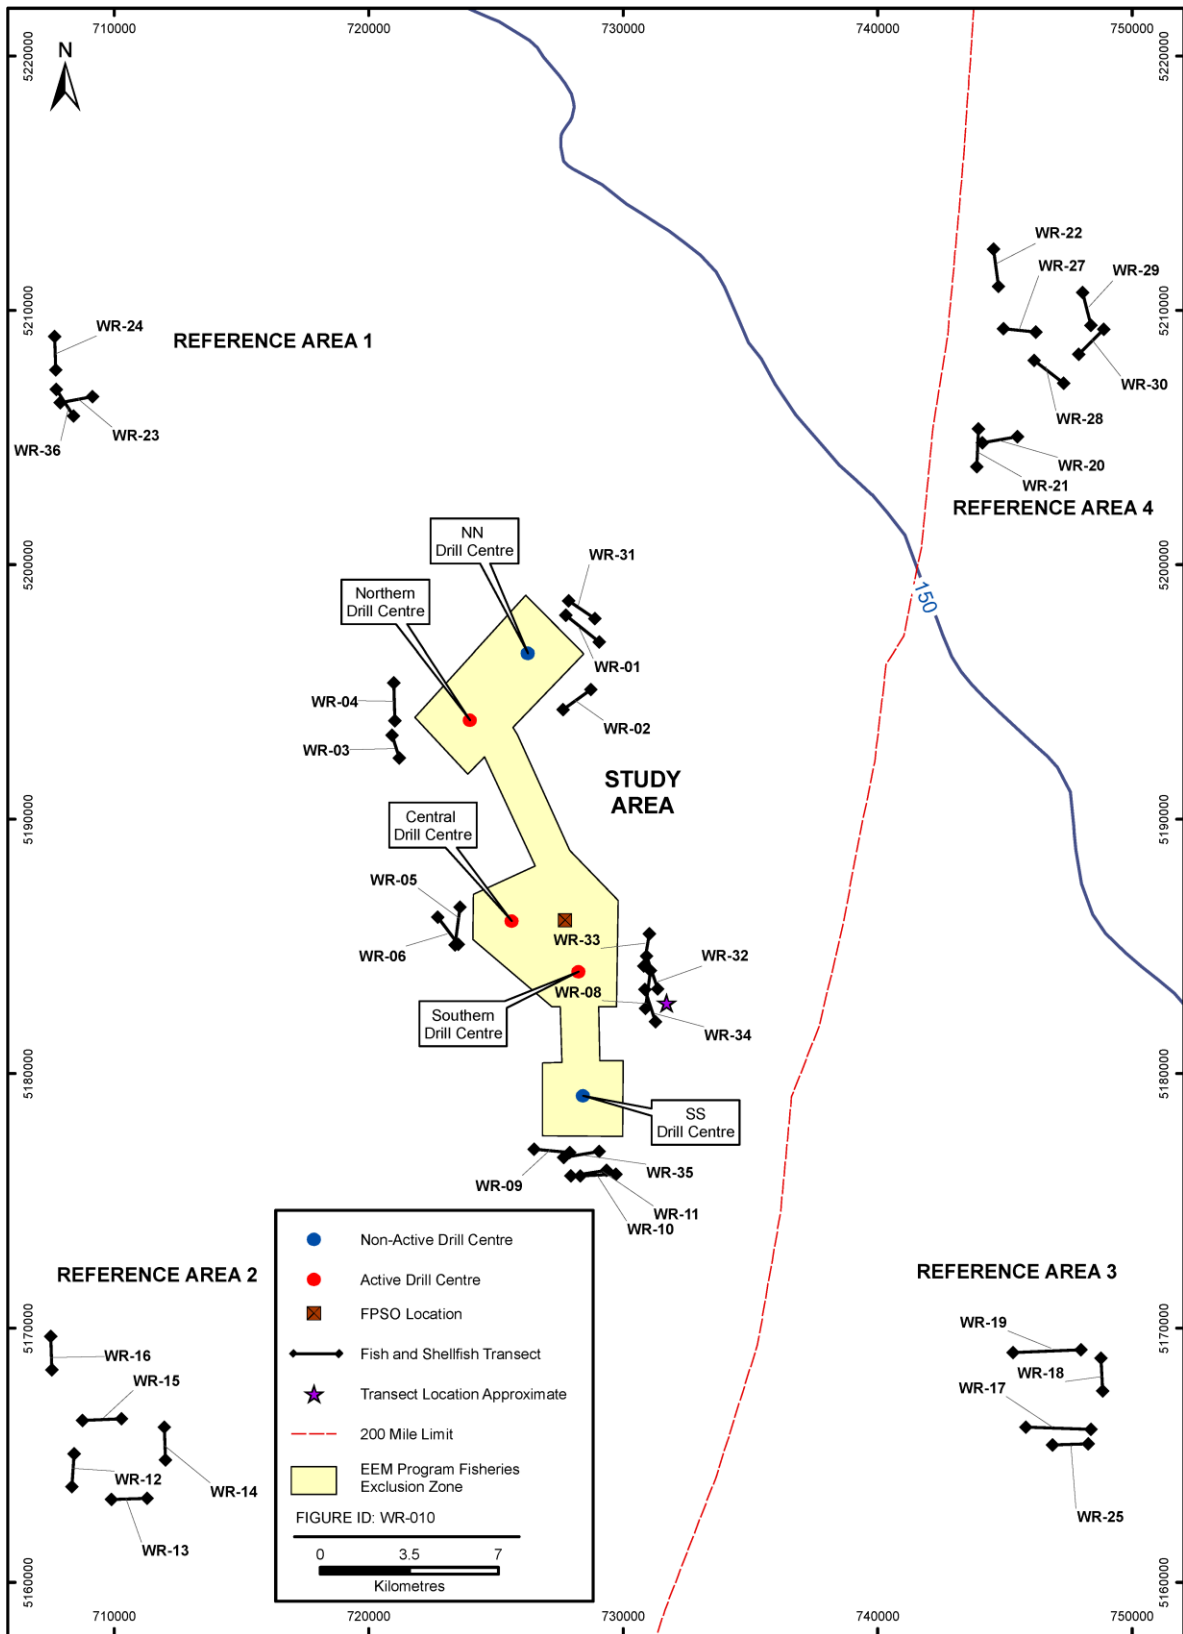 710000
720000
730000
740000
750000
5220000
5220000
N
WR-22
WR-27
WR-29
5210000
5210000
WR-24
REFERENCE AREA 1
WR-30
WR-28
WR-23
WR-36
WR-20
WR-21
REFERENCE AREA 4
NN
Drill Centre
WR-31
5200000
5200000
Northern
Drill Centre
150
WR-01
WR-04
WR-02
WR-03
STUDY
AREA
5190000
5190000
Central
Drill Centre
WR-05
WR-33
WR-06
WR-32
WR-08
Southern
Drill Centre
WR-34
5180000
5180000
SS
Drill Centre
WR-35
WR-09
WR-11
WR-10
REFERENCE AREA 2
REFERENCE AREA 3
5170000
5170000
WR-19
WR-16
WR-18
WR-15
WR-17
WR-12
WR-14
WR-25
WR-13
Non-Active Drill Centre
Active Drill Centre
FPSO Location
Fish and Shellfish Transect
Transect Location Approximate
200 Mile Limit
EEM Program Fisheries
Exclusion Zone
FIGURE ID: WR-010
0 3.5 7
Kilometres
5160000
5160000
710000
720000
730000
740000
750000